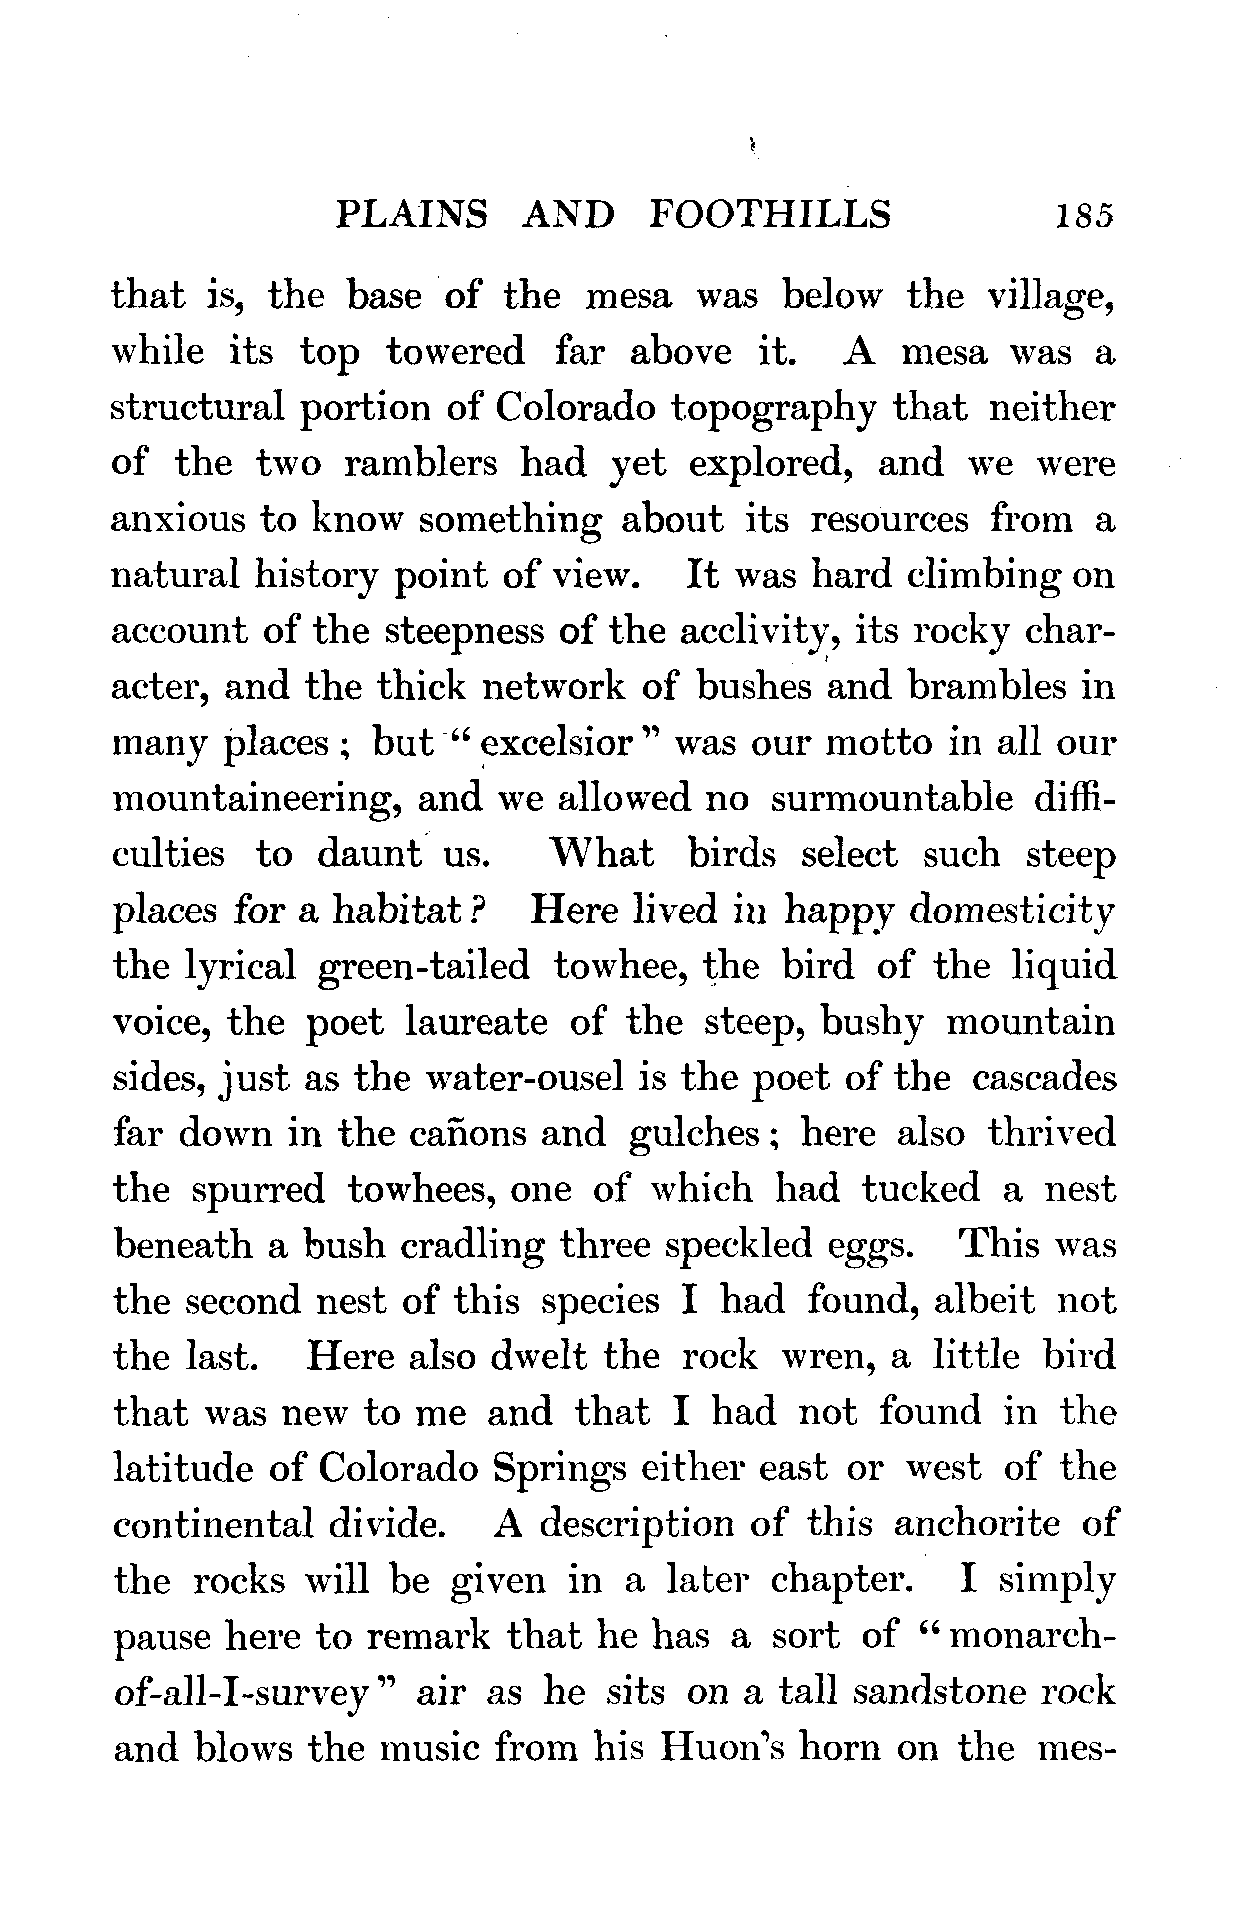 PLAINS AND FOOTHILLS 185
that is, the base of the mesa was below the village,
while its top towered far above it. A mesa was a
structural portion of Colorado topography that neither
of the two ramblers had yet explored, and we were
anxious to know something about its resources from a
natural history point of view. It was hard climbing on
account of the steepness of the acclivity, its rocky char-
acter, and the thick network of bushes and brambles in
many places ; but “ excelsior ” was our motto in all our
mountaineering, and we allowed no surmountable diffi-
culties to daunt us. What birds select such steep
places for a habitat ? Here lived in happy domesticity
the lyrical green-tailed towhee, the bird of the liquid
voice, the poet laureate of the steep, bushy mountain
sides, just as the water-ousel is the poet of the cascades
far down in the cañons and gulches ; here also thrived
the spurred towhees, one of which had tucked a nest
beneath a bush cradling three speckled eggs. This was
the second nest of this species I had found, albeit not
the last. Here also dwelt the rock wren, a little bird
that was new to me and that I had not found in the
latitude of Colorado Springs either east or west of the
continental divide. A description of this anchorite of
the rocks will be given in a later chapter. I simply
pause here to remark that he has a sort of “ monarch-
of-all-I-survey ” air as he sits on a tall sandstone rock
and blows the music from his Huon's horn on the mes-